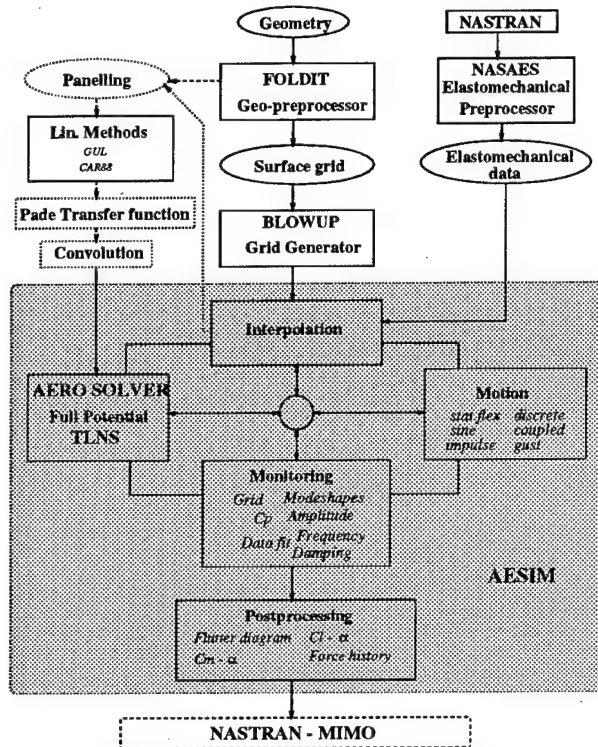 Geometry
NASTRAN
Panelling
FOLDIT
Geo-preprocessor
NASAES
Elastomechanical
Preprocessor
Lin. Methods
GUL
CAR88
Surface grid
Elastomechanical
data
Pade Transfer function
BLOWUP
Grid Generator
Convolution
Interpolation
AERO SOLVER
Full Potential
TLNS
Motion
stat flex discrete
sine coupled
impulse gust
Monitoring
Grid Modeshapes
Cp Amplitude
Data fit Frequency
Damping
AESIM
Postprocessing
Flutter diagram Cl - α
Cm - α Force history
NASTRAN - MIMO